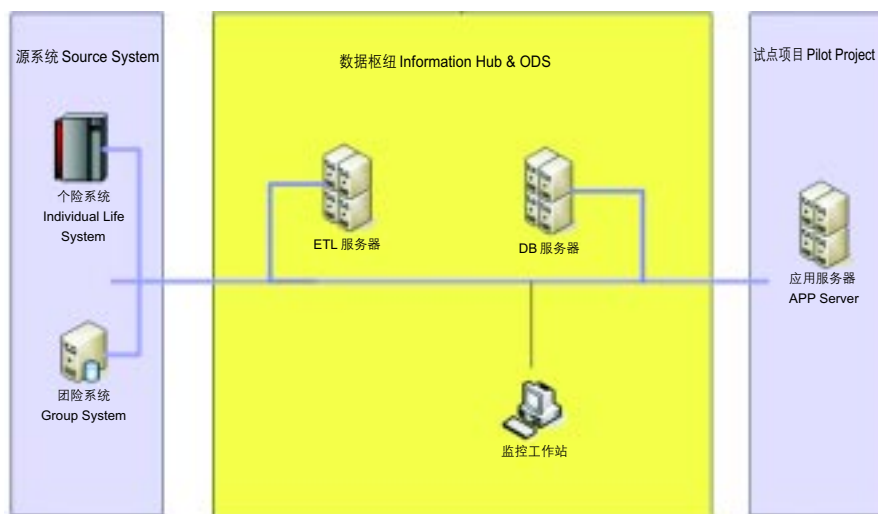 源系统 Source System
数据枢纽 Information Hub & ODS
试点项目 Pilot Project
个险系统
Individual Life
System
ETL 服务器
DB 服务器
应用服务器
APP Server
团险系统
Group System
监控工作站